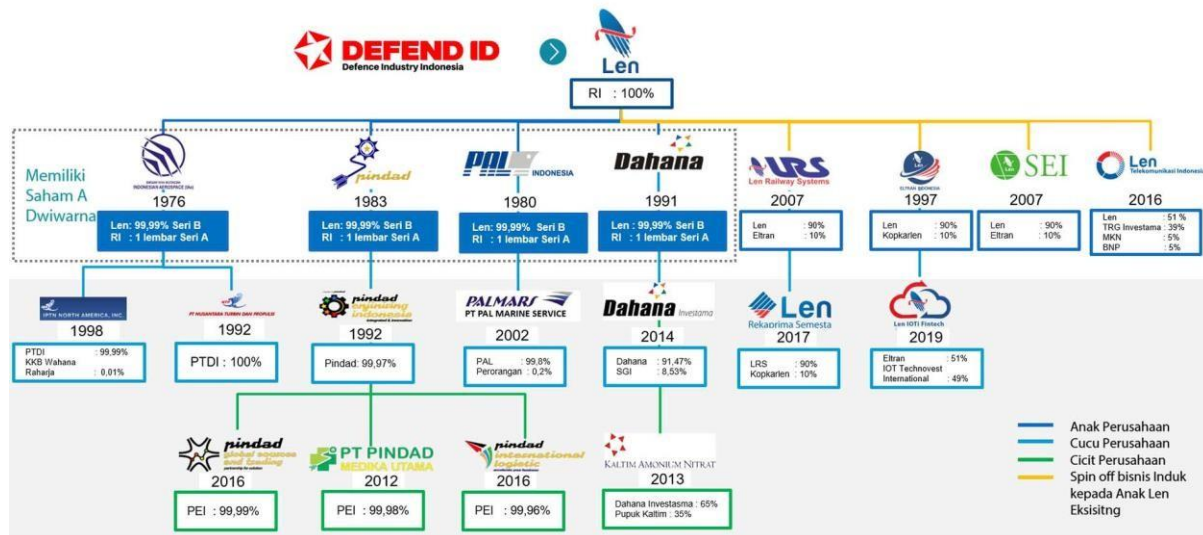 DEFEND ID
Defence Industry Indonesia
Len
RI : 100%
Memiliki
Saham A
Dwiwarna
INDONESIAN AEROSPACE (IAe)
1976
Len: 99,99% Seri B
RI : 1 lembar Seri A
pindad
1983
Len: 99,99% Seri B
RI : 1 lembar Seri A
PAL INDONESIA
1980
Len: 99,99% Seri B
RI : 1 lembar Seri A
Dahana
1991
Len: 99,99% Seri B
RI : 1 lembar Seri A
LRS
Len Railway Systems
2007
Len : 90%
Eltran : 10%
1997
Len : 90%
Kopkarlen : 10%
SEI
2007
Len : 90%
Eltran : 10%
Len
Telekomunikasi Indonesia
2016
Len : 51 %
TRG Investama : 39%
MKN : 5%
BNP : 5%
IPTN NORTH AMERICA, INC.
1998
PTDI : 99,99%
KKB Wahana
Raharja : 0,01%
PT NUSANTARA TURBIN DAN PROPULSI
1992
PTDI : 100%
pindad
enjiniring
indonesia
1992
Pindad: 99,97%
PALMARS
PT PAL MARINE SERVICE
2002
PAL : 99,8%
Perorangan : 0,2%
Dahana Investama
2014
Dahana : 91,47%
SGI : 8,53%
Len
Rekaprima Semesta
2017
LRS : 90%
Kopkarlen : 10%
Len IOTI Fintech
2019
Eltran : 51%
IOT Technovest
International : 49%
pindad
global sources
and trading
2016
PEI : 99,99%
PT PINDAD
MEDIKA UTAMA
2012
PEI : 99,98%
pindad
international
logistic
2016
PEI : 99,96%
KALTIM AMONIUM NITRAT
2013
Dahana Investasma : 65%
Pupuk Kaltim : 35%
Anak Perusahaan
Cucu Perusahaan
Cicit Perusahaan
Spin off bisnis Induk
kepada Anak Len
Eksisitng